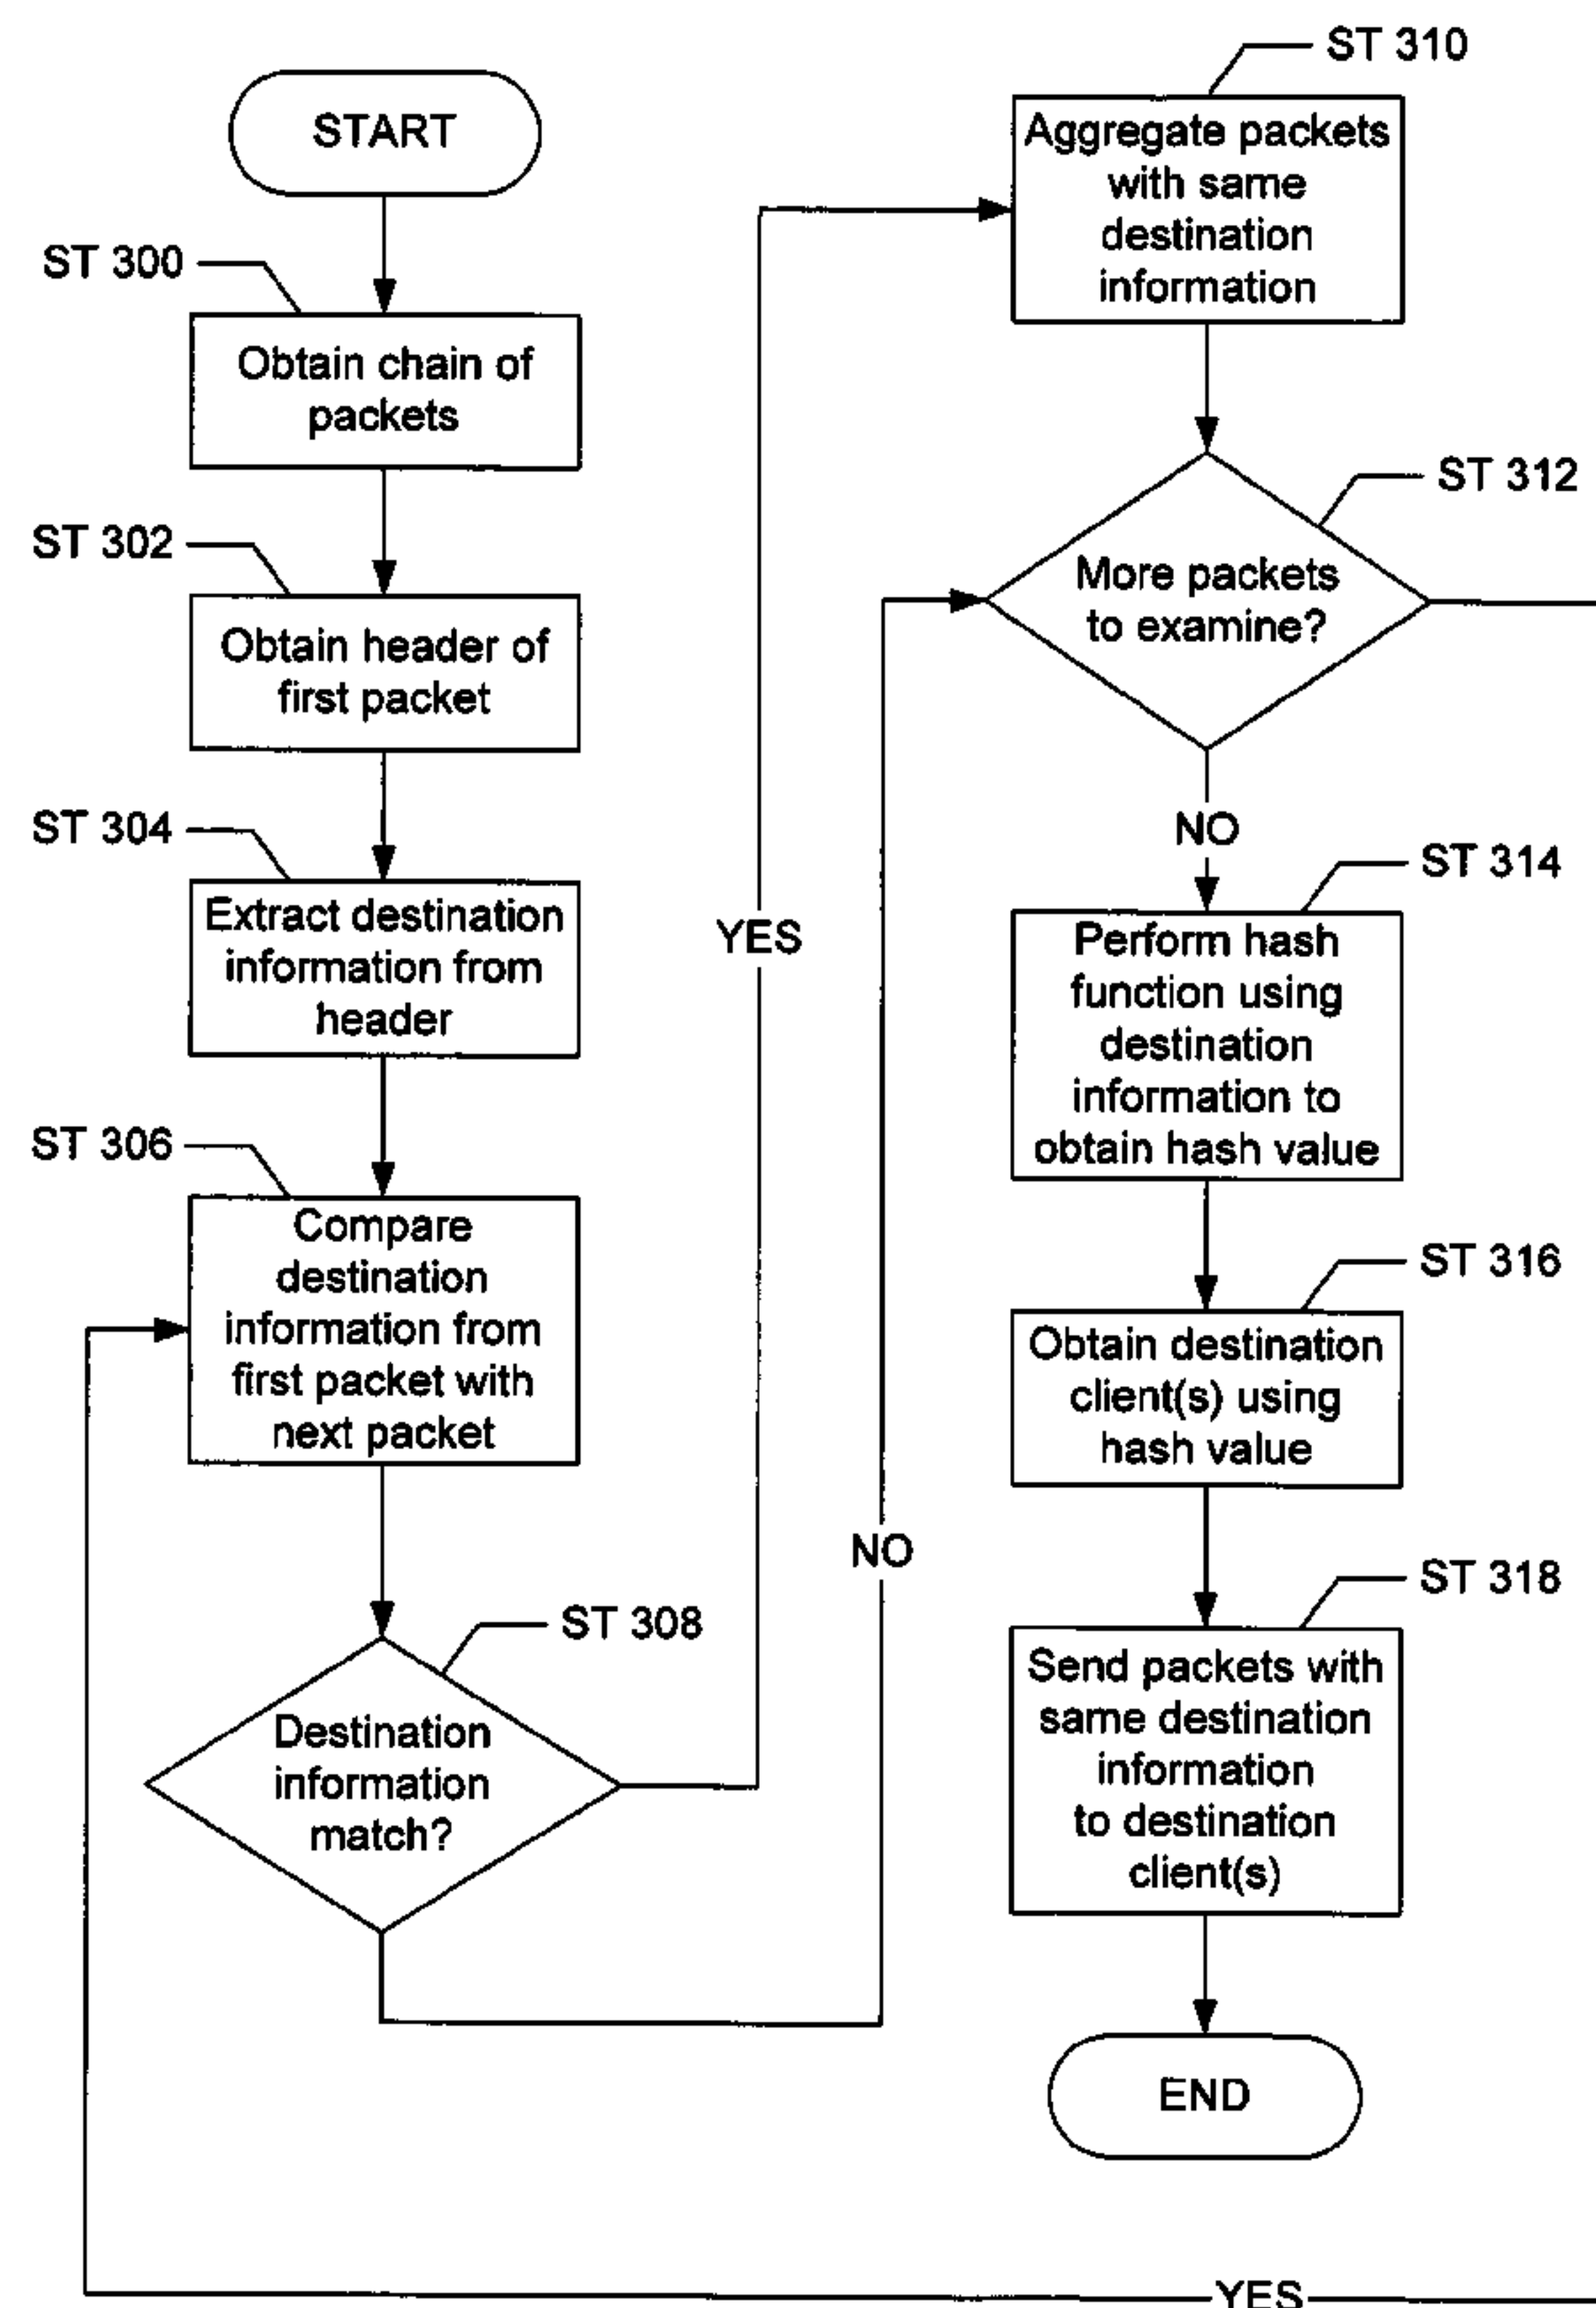 START
ST 300
Obtain chain of
packets
ST 302
Obtain header of
first packet
ST 304
Extract destination
information from
header
ST 306
Compare
destination
information from
first packet with
next packet
ST 308
Destination
information
match?
YES
NO
ST 310
Aggregate packets
with same
destination
information
ST 312
More packets
to examine?
NO
ST 314
Perform hash
function using
destination
information to
obtain hash value
ST 316
Obtain destination
client(s) using
hash value
ST 318
Send packets with
same destination
information
to destination
client(s)
END
YES